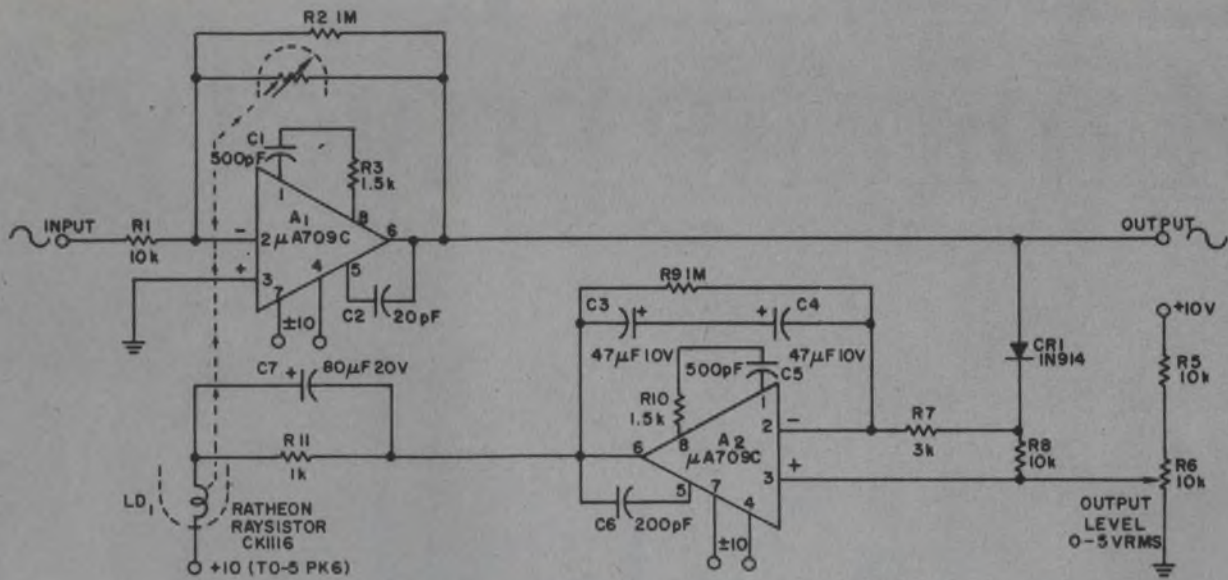 R2 1M
C1
500pF
R3
1.5k
1
8
INPUT
R1
10k
−
2
A1
μA709C
6
+
3
7
4
5
±10
C2
20pF
OUTPUT
R9 1M
C3
+
+
C4
47μF 10V
47μF 10V
+10V
CR1
1N914
R5
10k
C7
+
80μF 20V
500pF
C5
R10
1.5k
1
8
2
−
R7
3k
R11
1k
6
A2
μA709C
3
+
R8
10k
R6
10k
5
7
4
LD1
RATHEON
RAYSISTOR
CK1116
C6
200pF
±10
OUTPUT
LEVEL
0-5VRMS
+10 (TO-5 PK6)